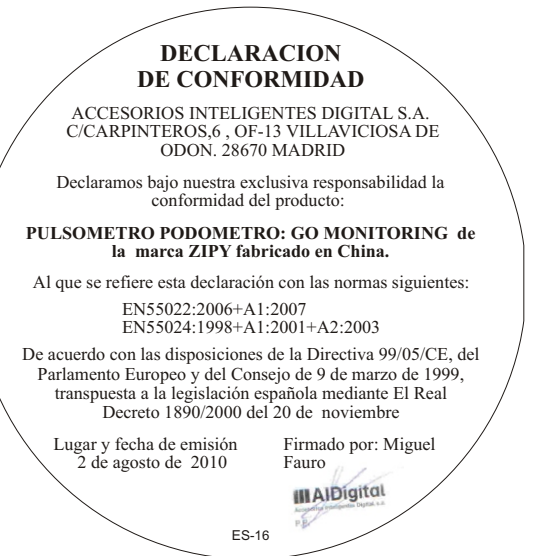 DECLARACION
DE CONFORMIDAD
ACCESORIOS INTELIGENTES DIGITAL S.A.
C/CARPINTEROS,6 , OF-13 VILLAVICIOSA DE
ODON. 28670 MADRID
Declaramos bajo nuestra exclusiva responsabilidad la
conformidad del producto:
PULSOMETRO PODOMETRO: GO MONITORING de
la marca ZIPY fabricado en China.
Al que se refiere esta declaración con las normas siguientes:
EN55022:2006+A1:2007
EN55024:1998+A1:2001+A2:2003
De acuerdo con las disposiciones de la Directiva 99/05/CE, del
Parlamento Europeo y del Consejo de 9 de marzo de 1999,
transpuesta a la legislación española mediante El Real
Decreto 1890/2000 del 20 de noviembre
Lugar y fecha de emisión
2 de agosto de 2010
Firmado por: Miguel
Fauro
AIDigital
Accesorios Inteligentes Digital, s.a.
P.P.
ES-16